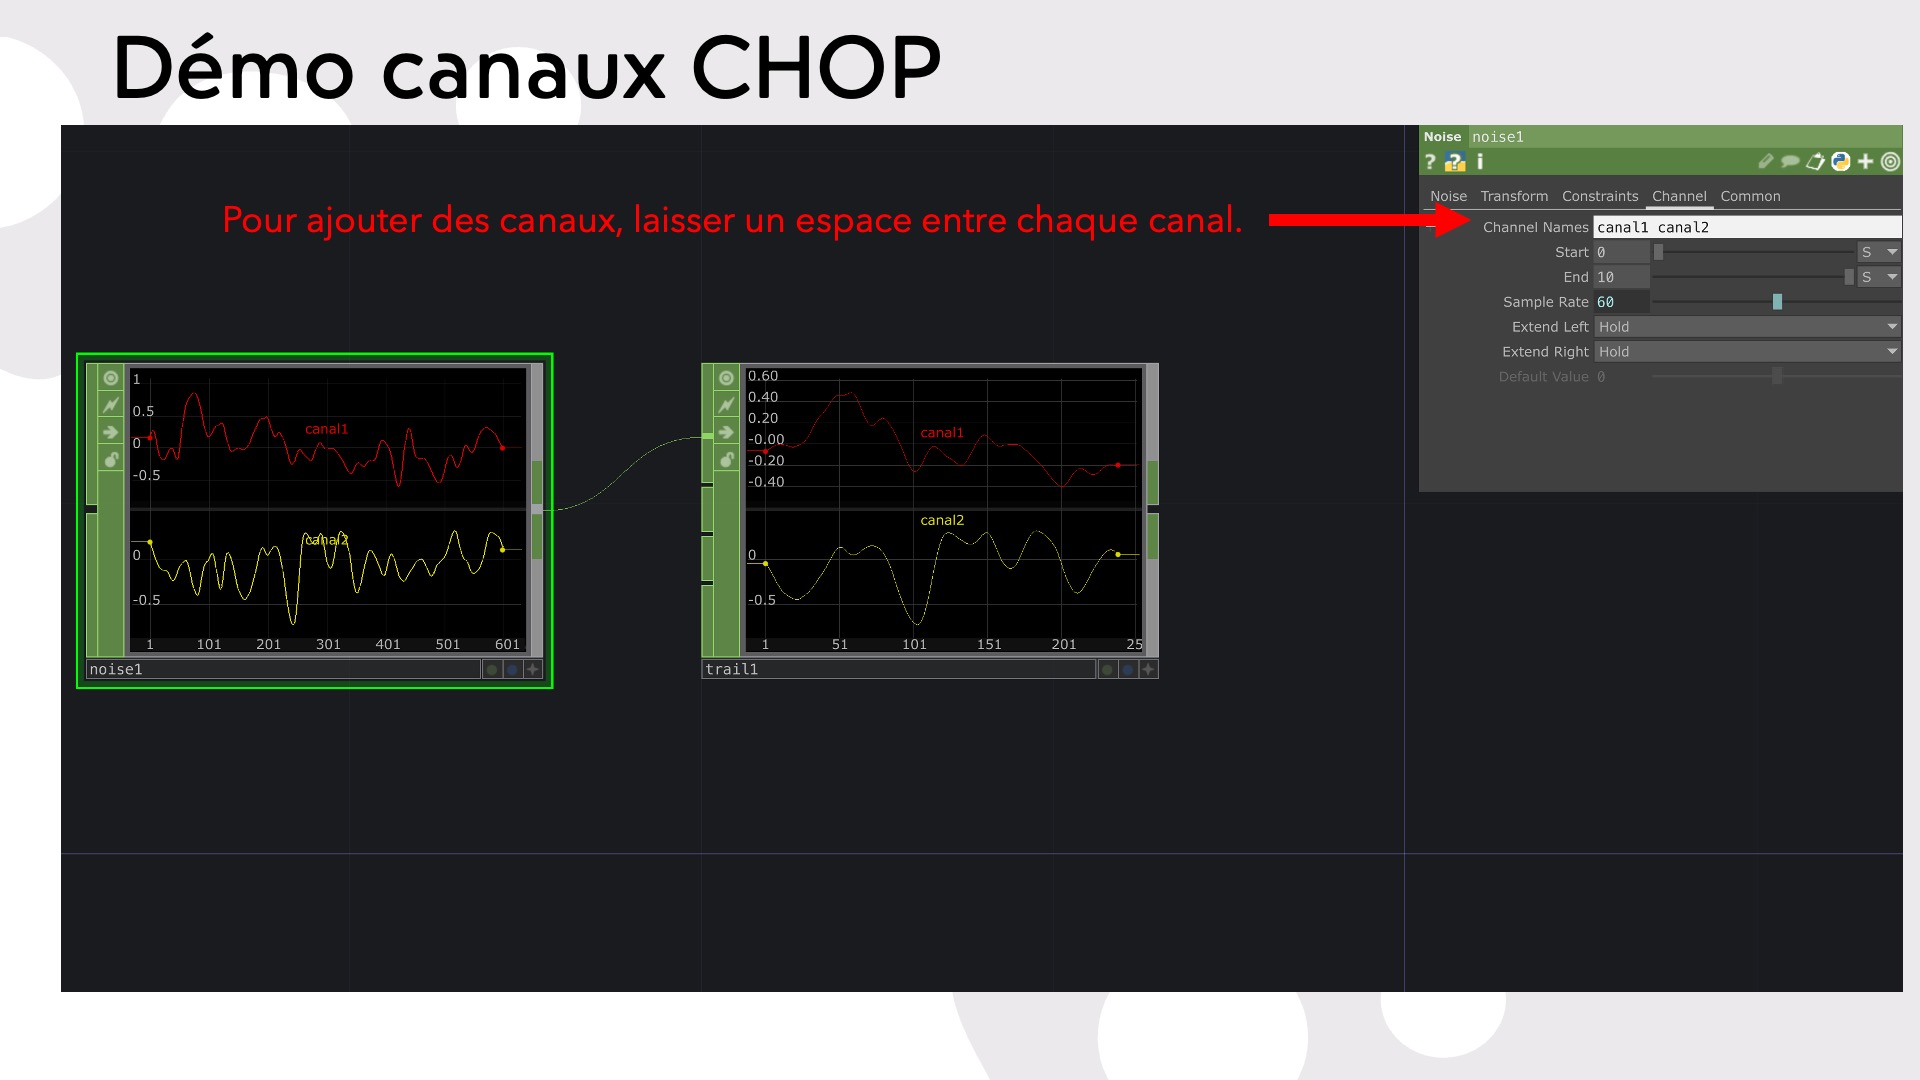 Démo canaux CHOP
Pour ajouter des canaux, laisser un espace entre chaque canal.
Noise noise1
? ? i
Noise Transform Constraints Channel Common
Channel Names canal1 canal2
Start 0 S
End 10 S
Sample Rate 60
Extend Left Hold
Extend Right Hold
Default Value 0
1
0.5
canal1
0
-0.5
canal2
0
-0.5
1 101 201 301 401 501 601
noise1
0.60
0.40
0.20
canal1
-0.00
-0.20
-0.40
canal2
0
-0.5
1 51 101 151 201 25
trail1